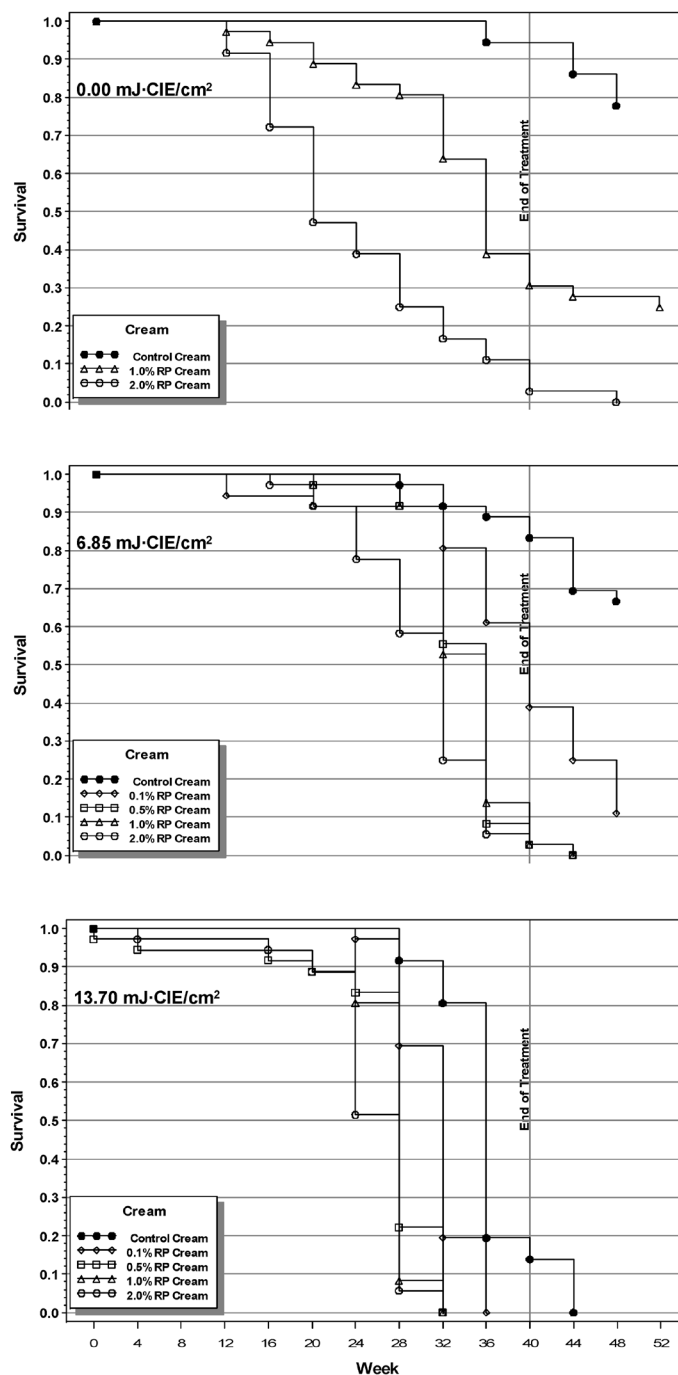 1.0
0.9
0.00 mJ·CIE/cm²
0.8
0.7
0.6
0.5
0.4
0.3
0.2
0.1
0.0
Survival
End of Treatment
Cream
Control Cream
1.0% RP Cream
2.0% RP Cream
1.0
0.9
6.85 mJ·CIE/cm²
0.8
0.7
0.6
0.5
0.4
0.3
0.2
0.1
0.0
Survival
End of Treatment
Cream
Control Cream
0.1% RP Cream
0.5% RP Cream
1.0% RP Cream
2.0% RP Cream
1.0
0.9
13.70 mJ·CIE/cm²
0.8
0.7
0.6
0.5
0.4
0.3
0.2
0.1
0.0
Survival
End of Treatment
Cream
Control Cream
0.1% RP Cream
0.5% RP Cream
1.0% RP Cream
2.0% RP Cream
0 4 8 12 16 20 24 28 32 36 40 44 48 52
Week